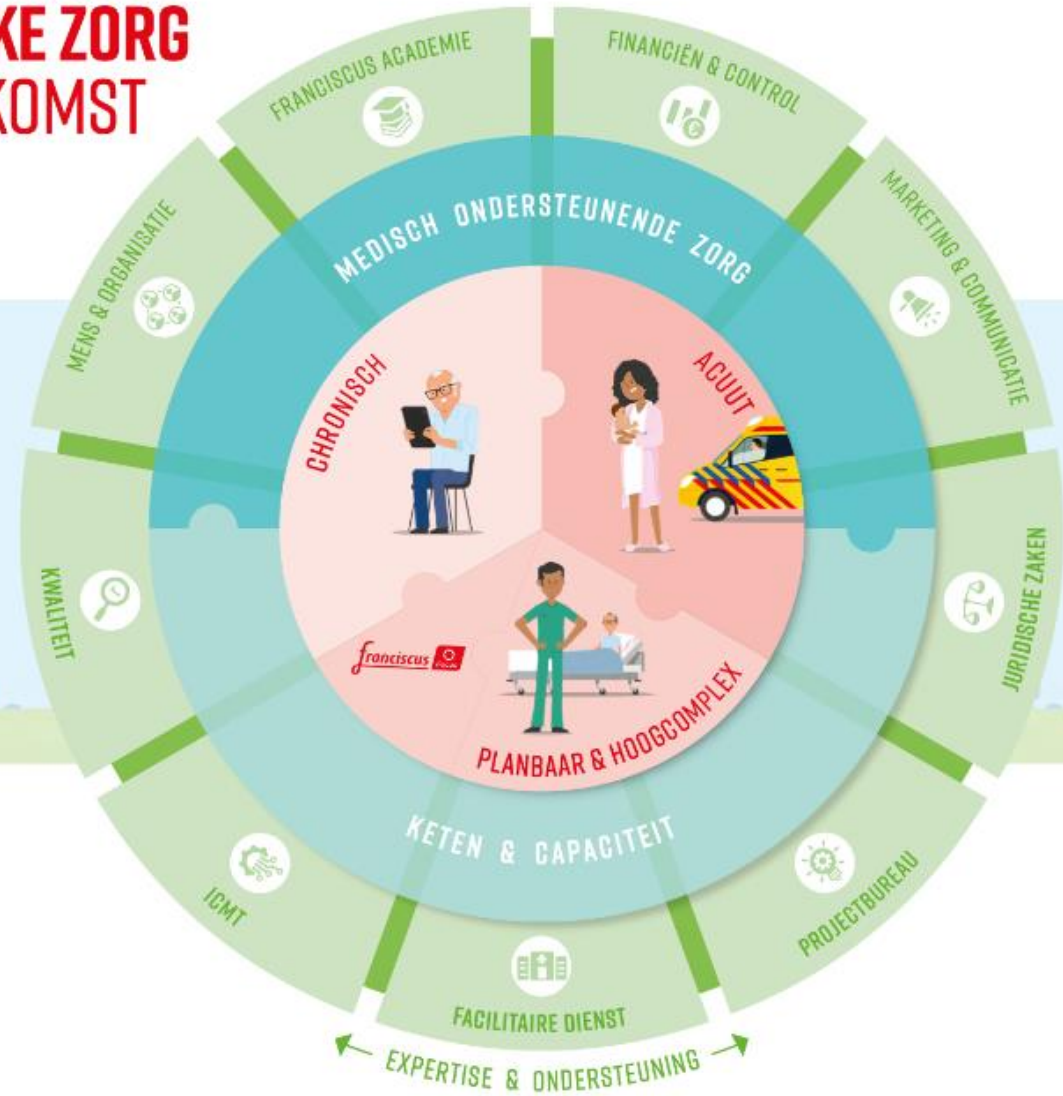 KE ZORG
KOMST
FRANCISCUS ACADEMIE
FINANCIËN & CONTROL
MENS & ORGANISATIE
MARKETING & COMMUNICATIE
MEDISCH ONDERSTEUNENDE ZORG
CHRONISCH
ACUUT
KWALITEIT
JURIDISCHE ZAKEN
franciscus
PLANBAAR & HOOGCOMPLEX
KETEN & CAPACITEIT
ICMT
PROJECTBUREAU
FACILITAIRE DIENST
EXPERTISE & ONDERSTEUNING